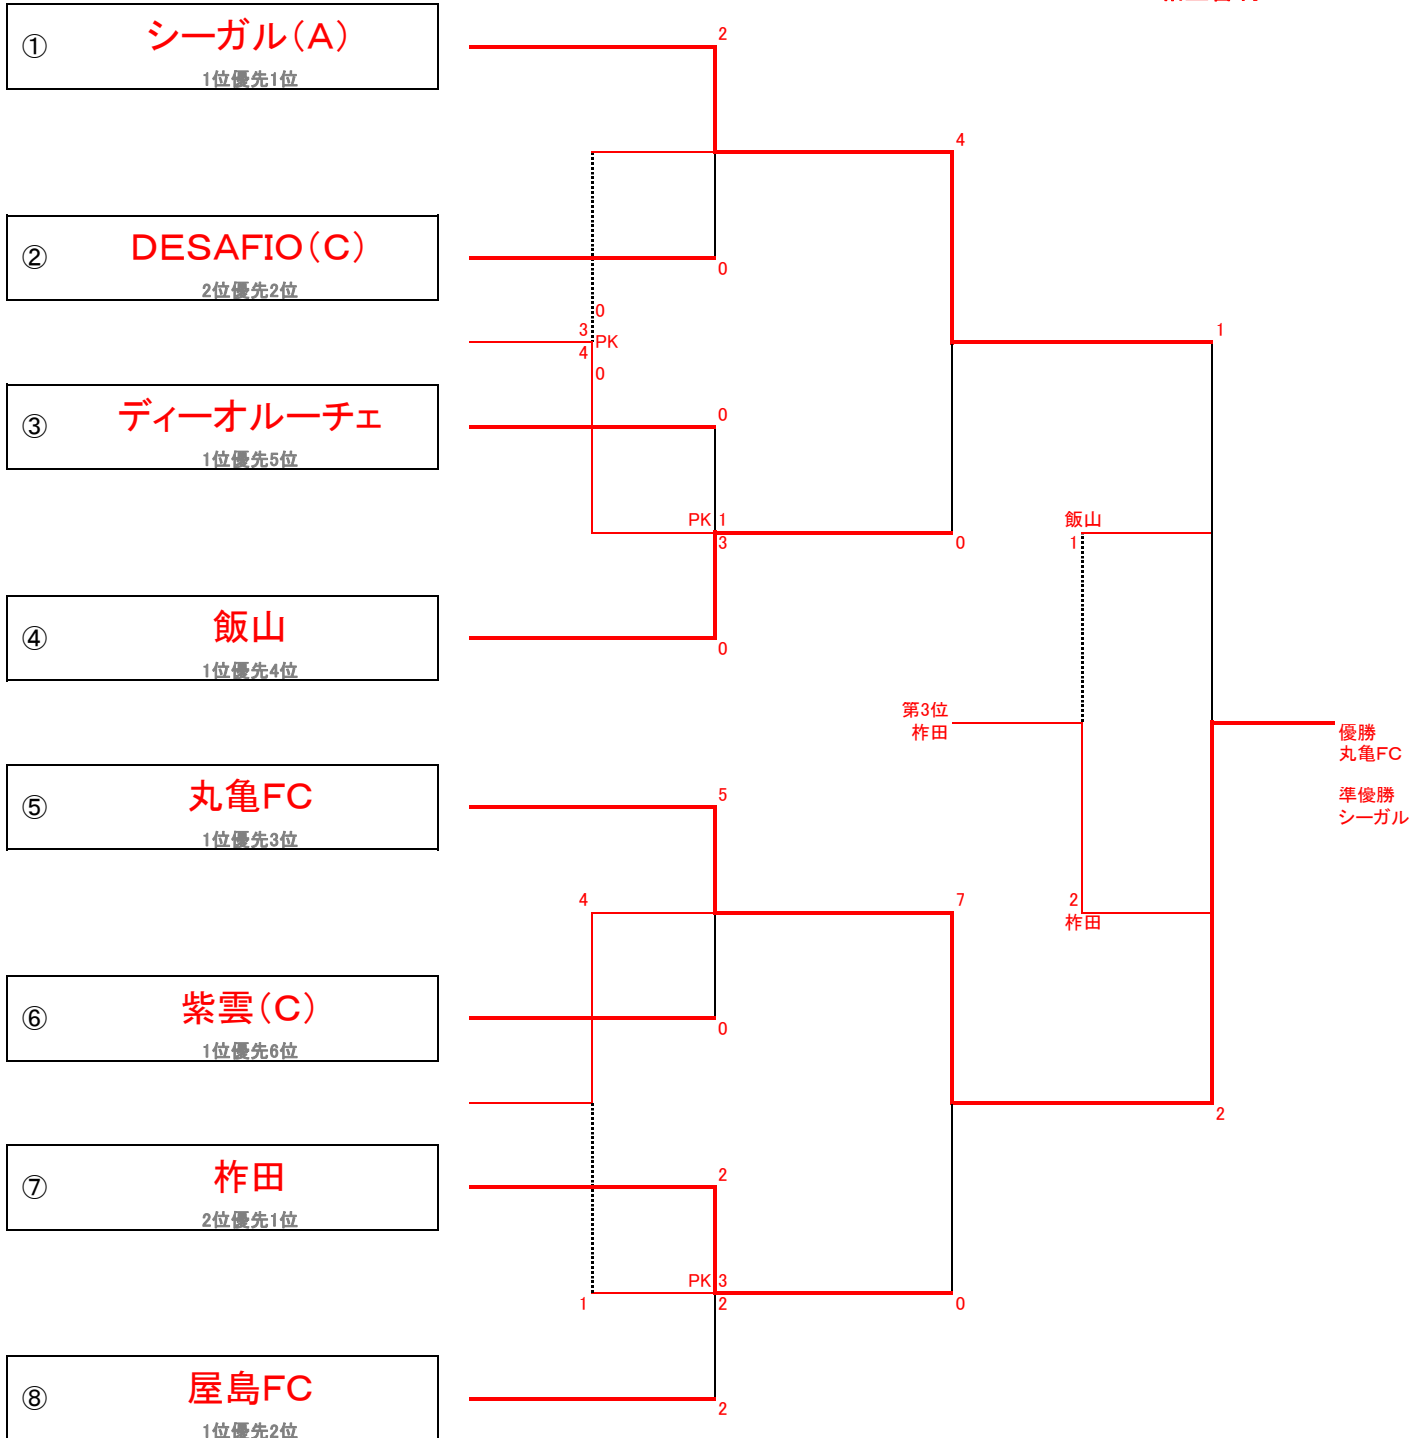 ① シーガル(A)
1位優先1位
2
4
② DESAFIO(C)
2位優先2位
0
0
3 PK
4
0
1
③ ディーオルーチェ
1位優先5位
0
PK 1
3
0
飯山
1
④ 飯山
1位優先4位
0
第3位
柞田
優勝
丸亀FC
準優勝
シーガル
⑤ 丸亀FC
1位優先3位
5
4
7
2
柞田
⑥ 紫雲(C)
1位優先6位
0
2
⑦ 柞田
2位優先1位
2
PK 3
2
1
0
⑧ 屋島FC
1位優先2位
2